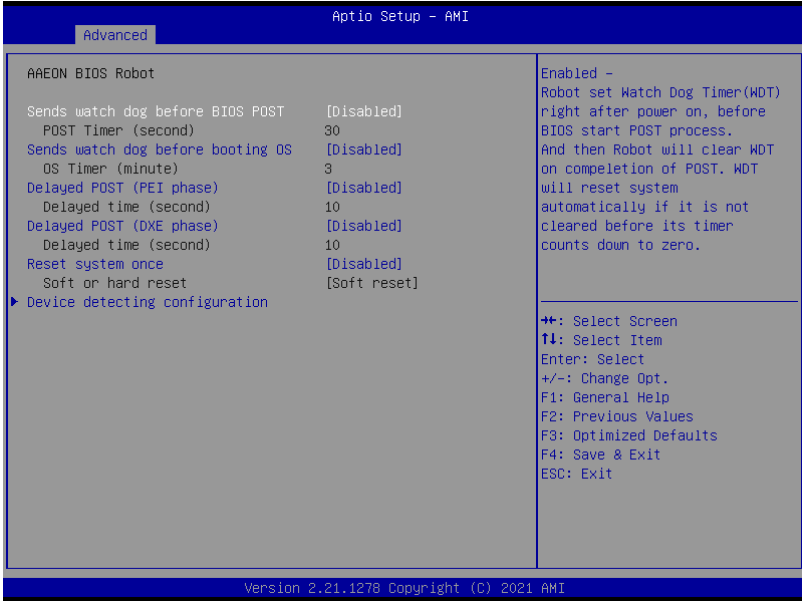 Aptio Setup – AMI
Advanced
AAEON BIOS Robot
Sends watch dog before BIOS POST [Disabled]
POST Timer (second) 30
Sends watch dog before booting OS [Disabled]
OS Timer (minute) 3
Delayed POST (PEI phase) [Disabled]
Delayed time (second) 10
Delayed POST (DXE phase) [Disabled]
Delayed time (second) 10
Reset system once [Disabled]
Soft or hard reset [Soft reset]
Device detecting configuration
Enabled –
Robot set Watch Dog Timer(WDT)
right after power on, before
BIOS start POST process.
And then Robot will clear WDT
on compeletion of POST. WDT
will reset system
automatically if it is not
cleared before its timer
counts down to zero.
→←: Select Screen
↑↓: Select Item
Enter: Select
+/-: Change Opt.
F1: General Help
F2: Previous Values
F3: Optimized Defaults
F4: Save & Exit
ESC: Exit
Version 2.21.1278 Copyright (C) 2021 AMI